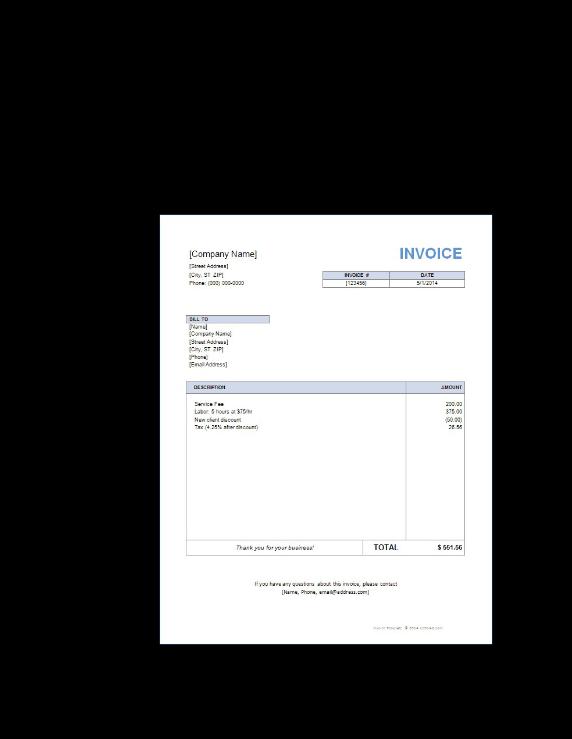 [Company Name]
INVOICE
[Street Address]
[City, ST ZIP]
Phone: (000) 000-0000
INVOICE # DATE
[123456] 5/1/2014
BILL TO
[Name]
[Company Name]
[Street Address]
[City, ST ZIP]
[Phone]
[Email Address]
DESCRIPTION AMOUNT
Service Fee 200.00
Labor: 5 hours at $75/hr 375.00
New client discount (50.00)
Tax (4.25% after discount) 26.56
Thank you for your business! TOTAL $ 551.56
If you have any questions about this invoice, please contact
[Name, Phone, email@address.com]